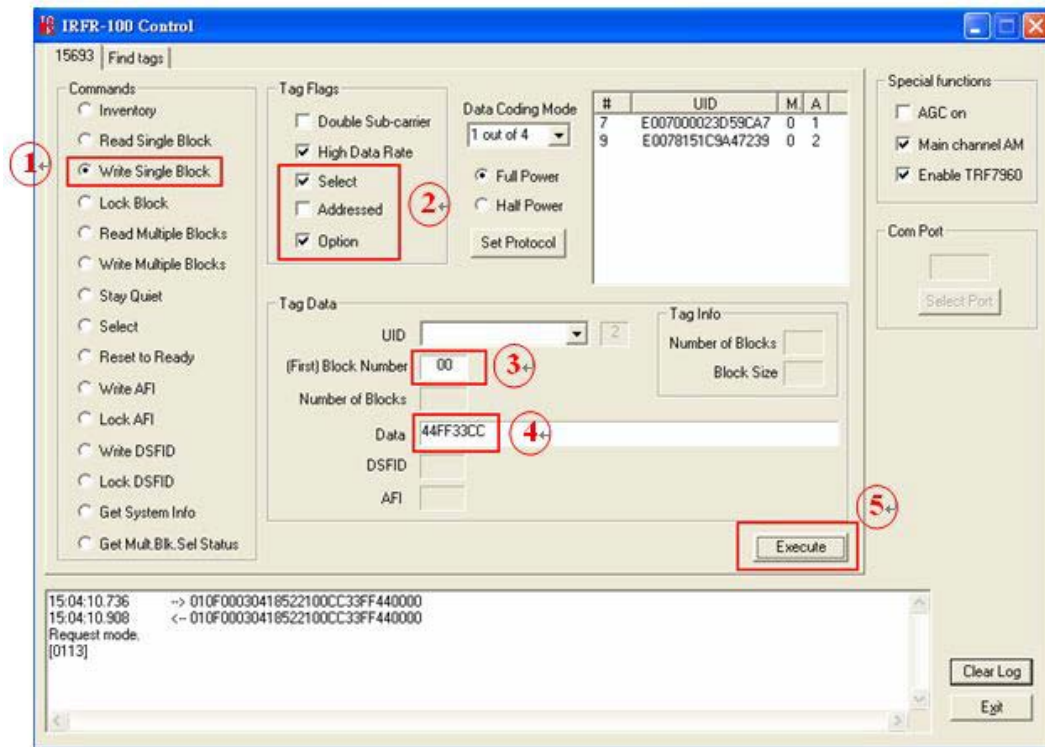 IRFR-100 Control
15693 Find tags
Commands
Inventory
Read Single Block
1
Write Single Block
Lock Block
Read Multiple Blocks
Write Multiple Blocks
Stay Quiet
Select
Reset to Ready
Write AFI
Lock AFI
Write DSFID
Lock DSFID
Get System Info
Get Mult.Blk.Sel Status
Tag Flags
Double Sub-carrier
High Data Rate
Select
Addressed
Option
2
Data Coding Mode
1 out of 4
Full Power
Half Power
Set Protocol
# UID M. A
7 E007000023D59CA7 0 1
9 E0078151C9A47239 0 2
Special functions
AGC on
Main channel AM
Enable TRF7960
Com Port
Select Port
Tag Data
UID 2
(First) Block Number 00 3
Number of Blocks
Data 44FF33CC 4
DSFID
AFI
Tag Info
Number of Blocks
Block Size
5
Execute
15:04:10.736 --> 010F00030418522100CC33FF440000
15:04:10.908 <-- 010F00030418522100CC33FF440000
Request mode.
[0113]
Clear Log
Exit